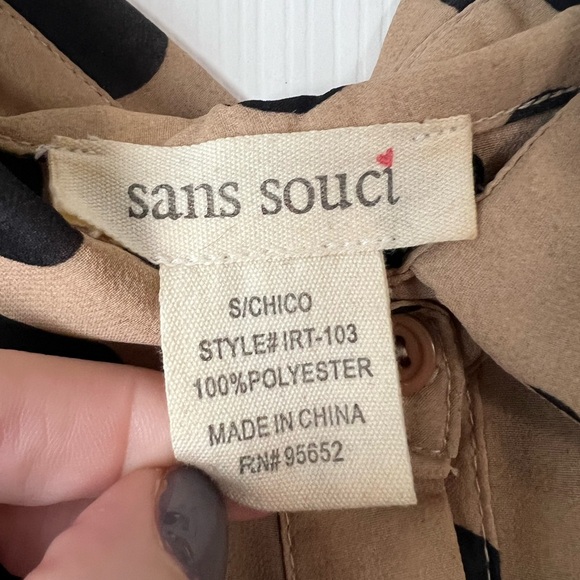 sans souci
S/CHICO
STYLE# IRT-103
100%POLYESTER
MADE IN CHINA
RN# 95652